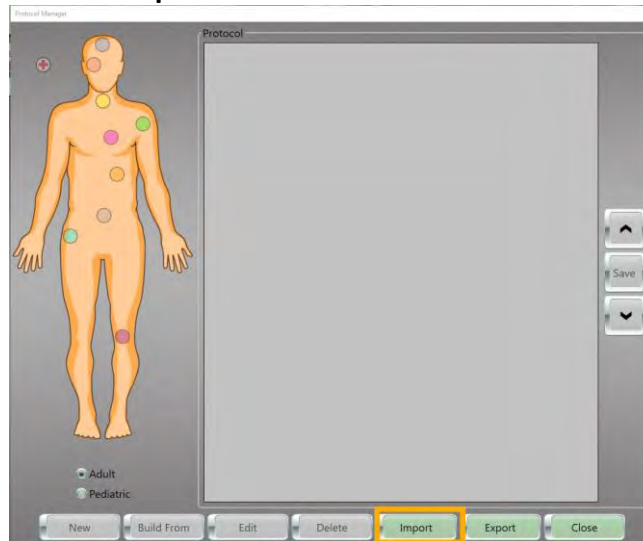 Protocol Manager
Protocol
Save
Adult
Pediatric
New
Build From
Edit
Delete
Import
Export
Close